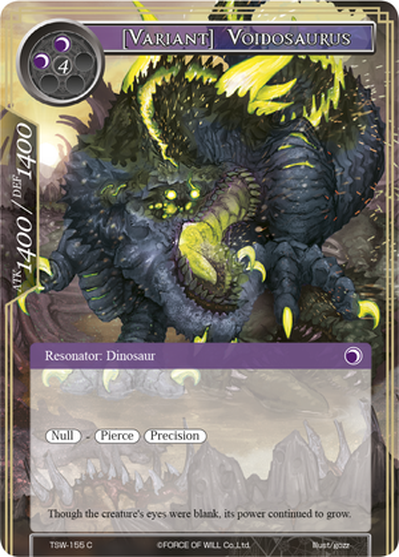 [Variant] Voidosaurus
4
ATK 1400 / DEF 1400
Resonator: Dinosaur
Null - Pierce Precision
Though the creature's eyes were blank, its power continued to grow.
TSW-155 C ©FORCE OF WILL Co.,Ltd. Illust/gozz